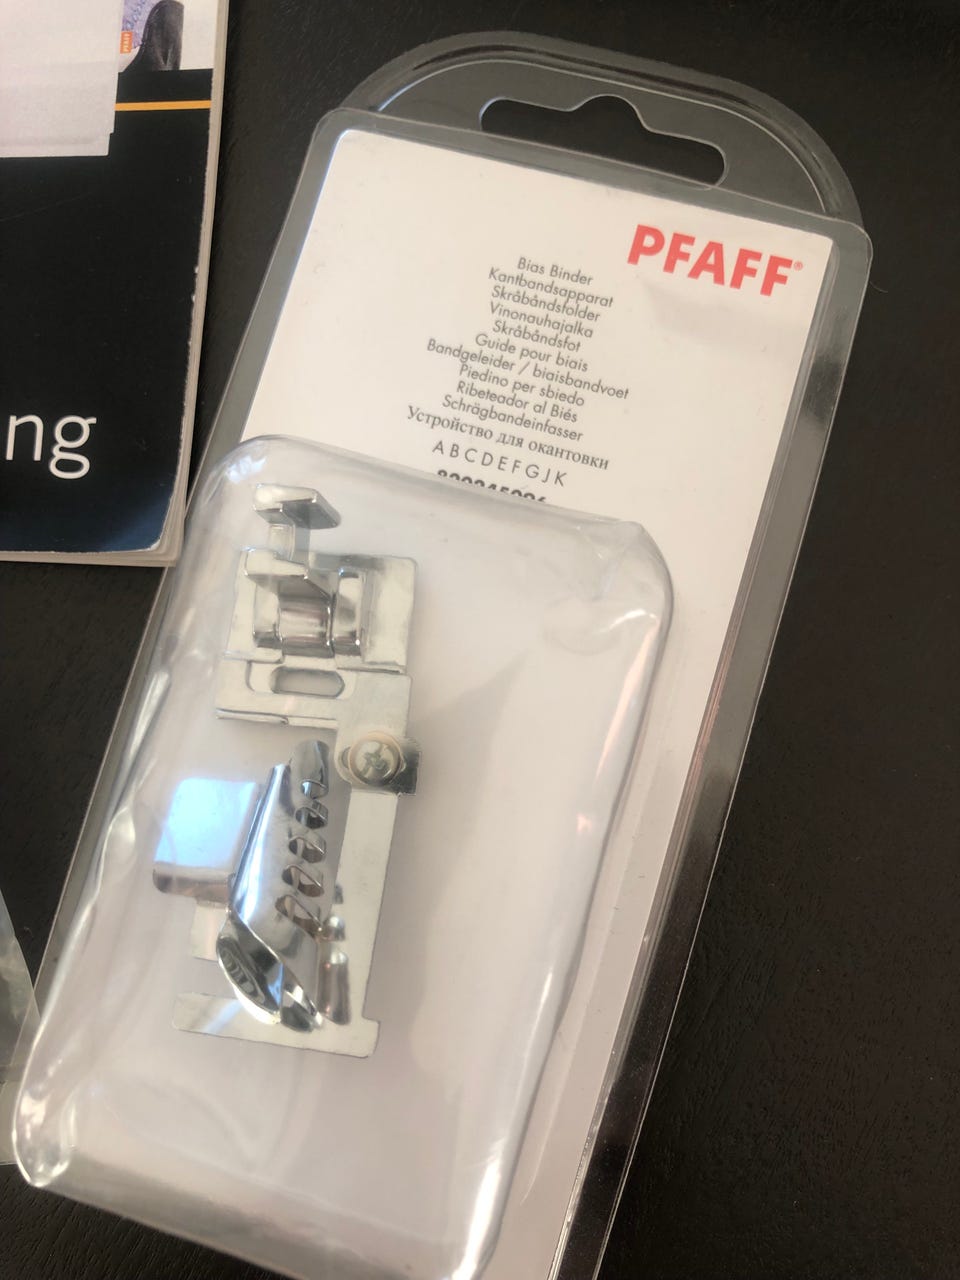 PFAFF®
Bias Binder
Kantbandsapparat
Skråbåndsfolder
Vinonauhajalka
Skråbåndsfot
Guide pour biais
Bandgeleider / biaisbandvoet
Piedino per sbiedo
Ribeteador al Biés
Schrägbandeinfasser
Устройство для окантовки
A B C D E F G J K
ng
PFAFF